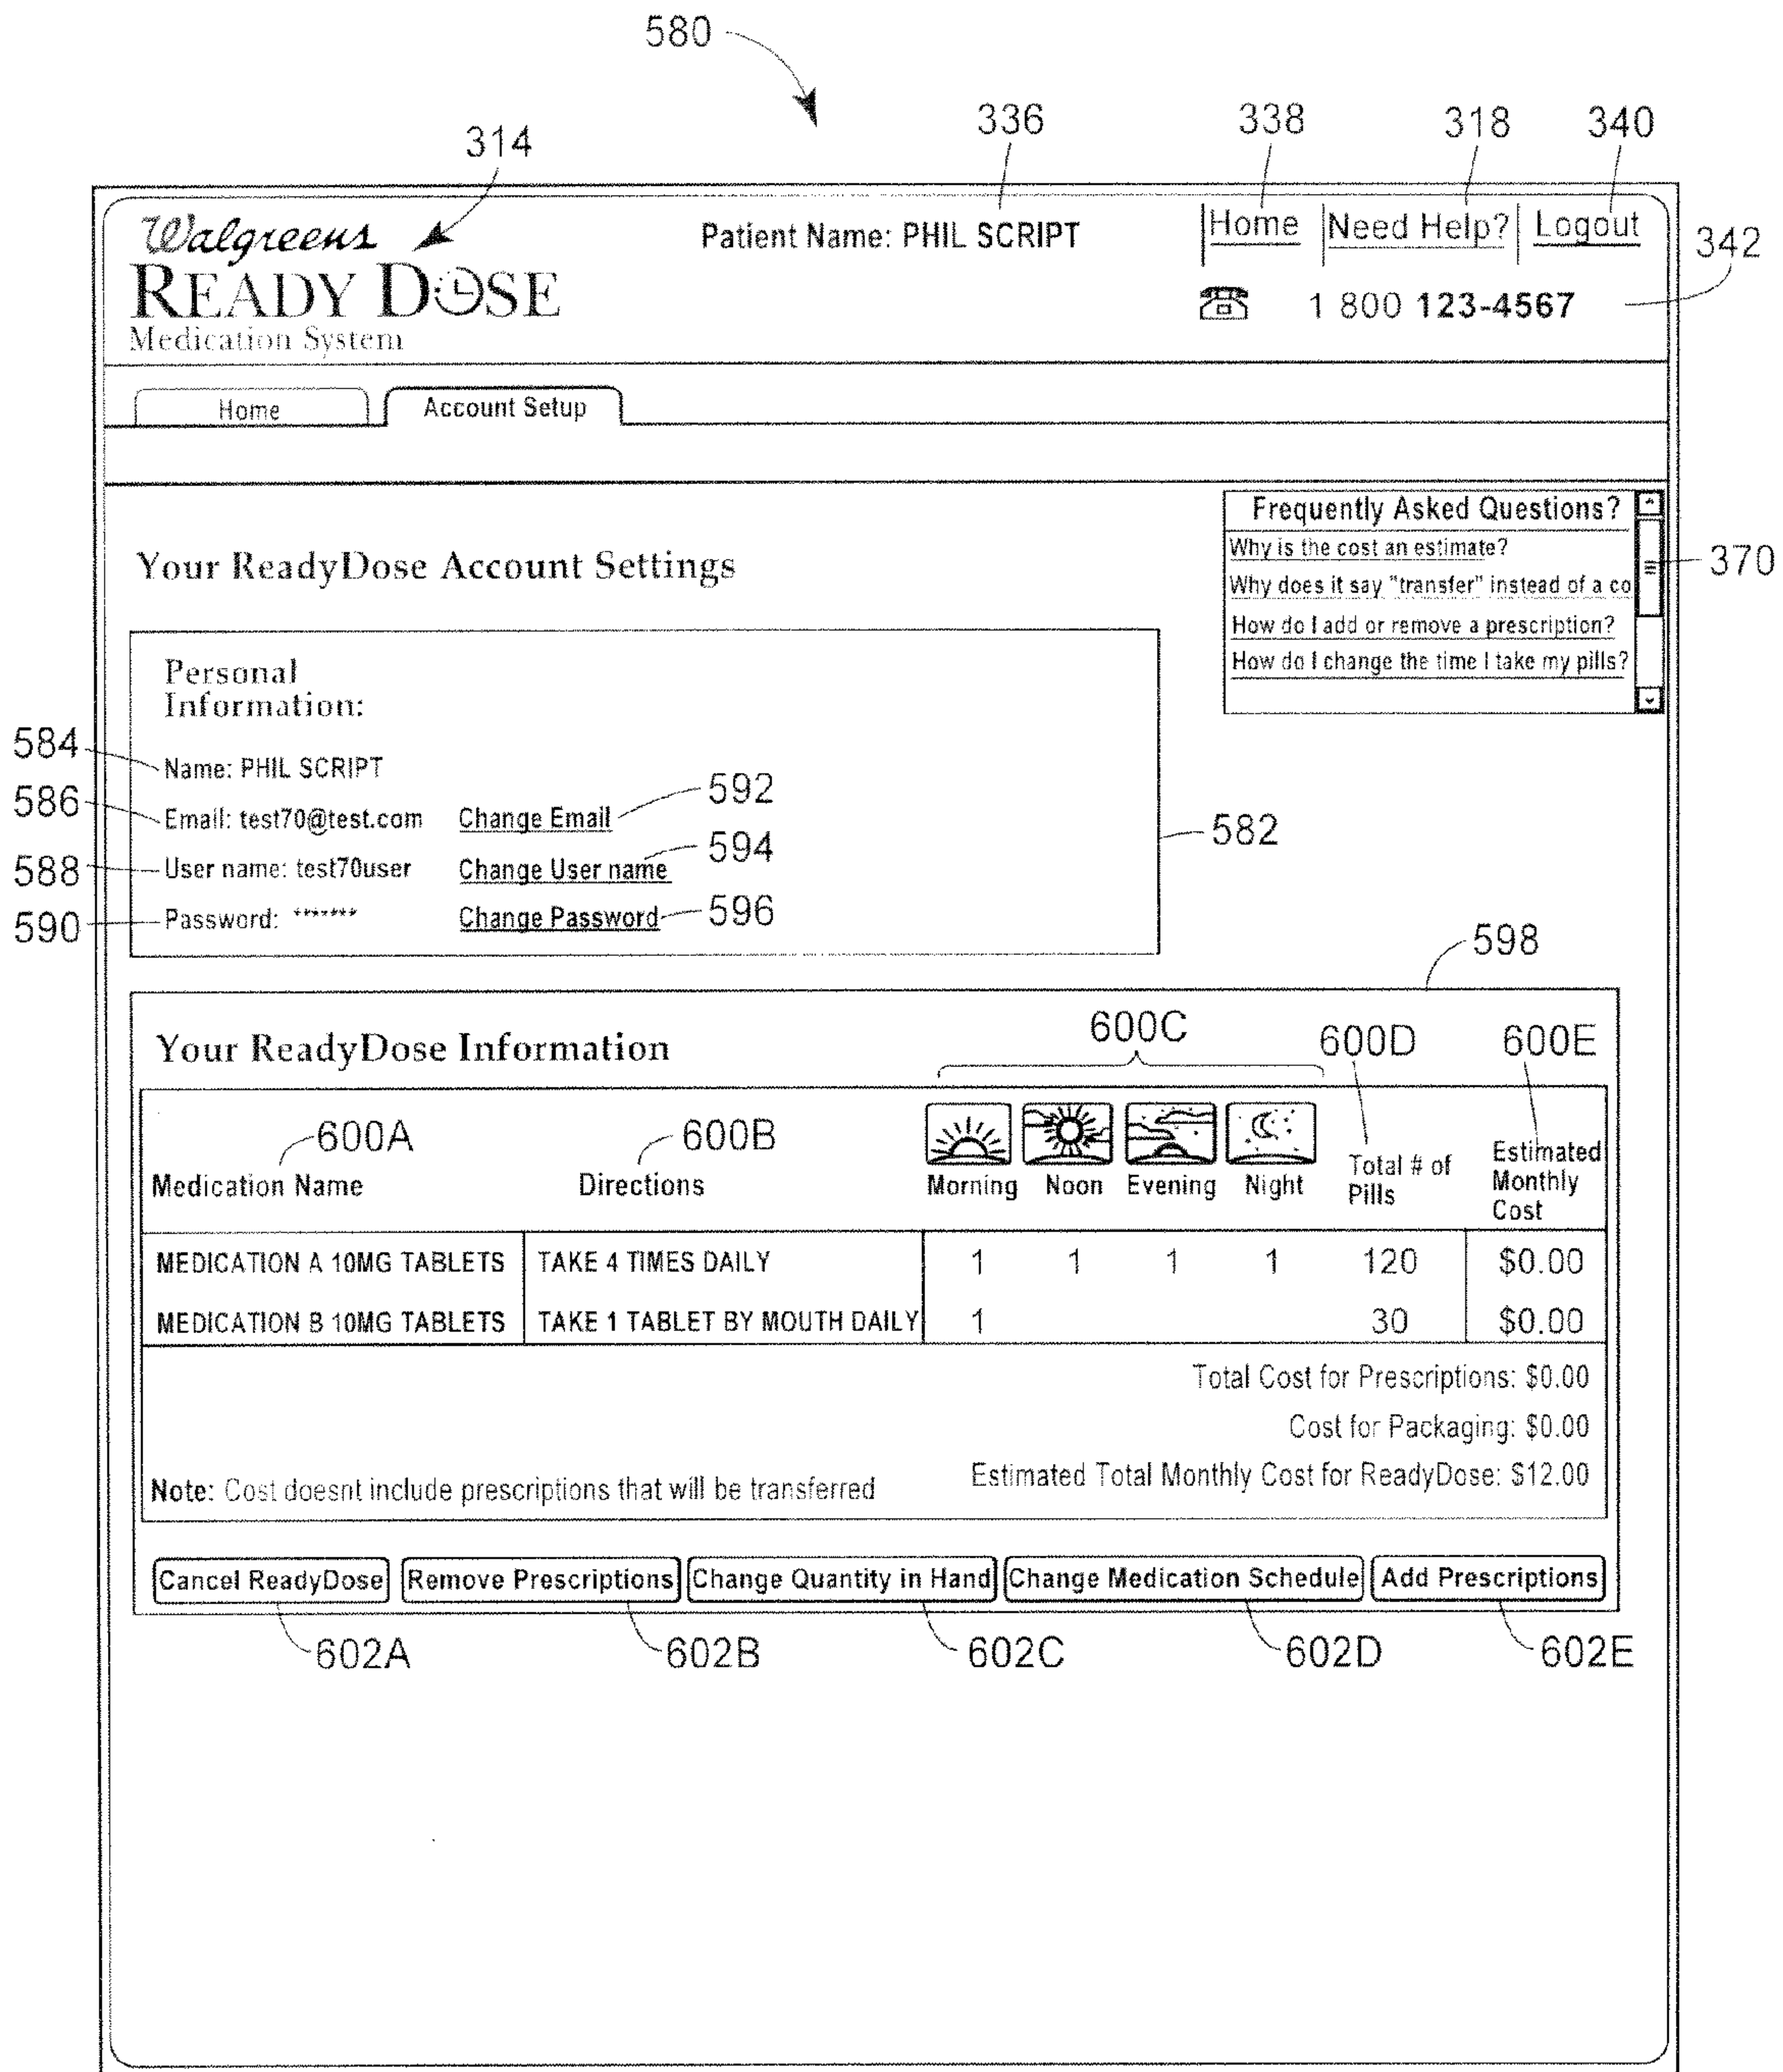 580
314
336
338
318
340
Walgreens
READY DOSE
Medication System
Patient Name: PHIL SCRIPT
Home
Need Help?
Logout
342
1 800 123-4567
Home
Account Setup
Your ReadyDose Account Settings
Frequently Asked Questions?
Why is the cost an estimate?
Why does it say "transfer" instead of a co
How do I add or remove a prescription?
How do I change the time I take my pills?
370
Personal
Information:
584
Name: PHIL SCRIPT
586
Email: test70@test.com
Change Email
592
588
User name: test70user
Change User name
594
590
Password: *******
Change Password
596
582
598
Your ReadyDose Information
600C
600D
600E
600A
600B
Medication Name
Directions
Morning
Noon
Evening
Night
Total # of
Pills
Estimated
Monthly
Cost
MEDICATION A 10MG TABLETS TAKE 4 TIMES DAILY 1 1 1 1 120 $0.00
MEDICATION B 10MG TABLETS TAKE 1 TABLET BY MOUTH DAILY 1 30 $0.00
Total Cost for Prescriptions: $0.00
Cost for Packaging: $0.00
Note: Cost doesnt include prescriptions that will be transferred
Estimated Total Monthly Cost for ReadyDose: $12.00
Cancel ReadyDose
Remove Prescriptions
Change Quantity in Hand
Change Medication Schedule
Add Prescriptions
602A
602B
602C
602D
602E